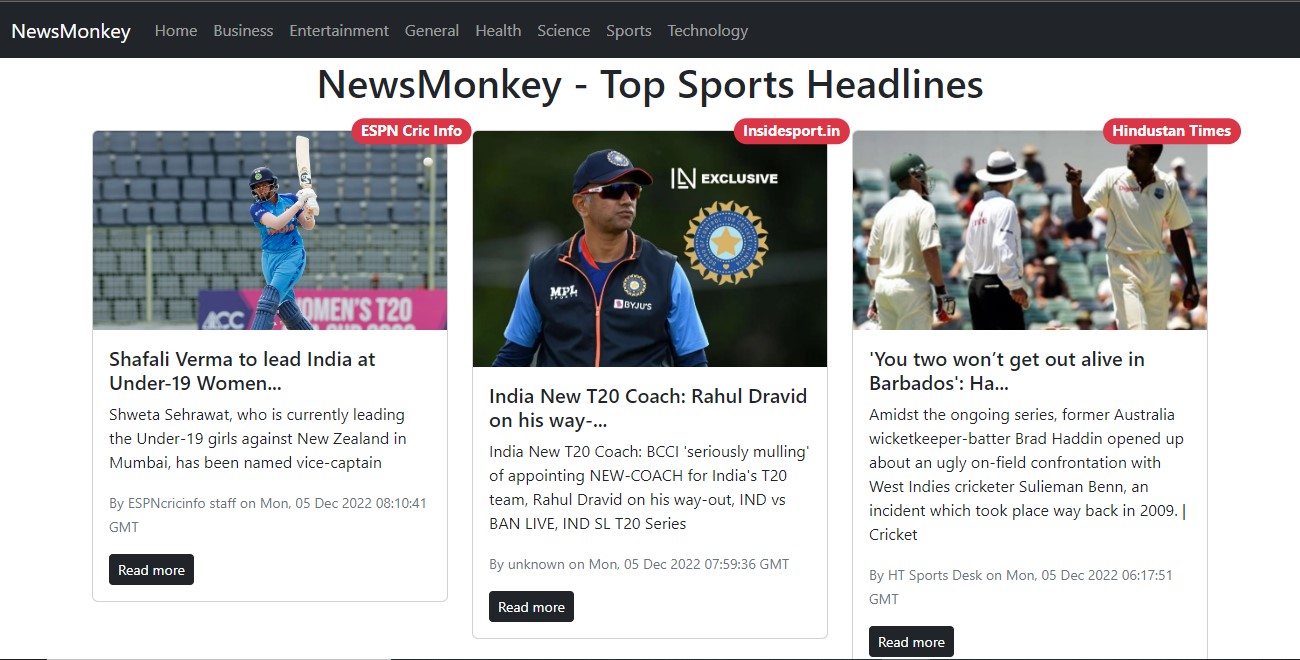 NewsMonkey Home Business Entertainment General Health Science Sports Technology
NewsMonkey - Top Sports Headlines
ESPN Cric Info
WOMEN'S T20
ACC
Shafali Verma to lead India at
Under-19 Women...
Shweta Sehrawat, who is currently leading
the Under-19 girls against New Zealand in
Mumbai, has been named vice-captain
By ESPNcricinfo staff on Mon, 05 Dec 2022 08:10:41
GMT
Read more
Insidesport.in
EXCLUSIVE
MPL
SPORTS
BYJU'S
India New T20 Coach: Rahul Dravid
on his way-...
India New T20 Coach: BCCI 'seriously mulling'
of appointing NEW-COACH for India's T20
team, Rahul Dravid on his way-out, IND vs
BAN LIVE, IND SL T20 Series
By unknown on Mon, 05 Dec 2022 07:59:36 GMT
Read more
Hindustan Times
'You two won’t get out alive in
Barbados': Ha...
Amidst the ongoing series, former Australia
wicketkeeper-batter Brad Haddin opened up
about an ugly on-field confrontation with
West Indies cricketer Sulieman Benn, an
incident which took place way back in 2009. |
Cricket
By HT Sports Desk on Mon, 05 Dec 2022 06:17:51
GMT
Read more